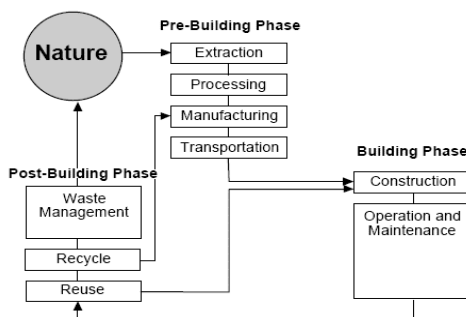 Pre-Building Phase
Nature
Extraction
Processing
Manufacturing
Transportation
Post-Building Phase
Waste
Management
Recycle
Reuse
Building Phase
Construction
Operation and
Maintenance